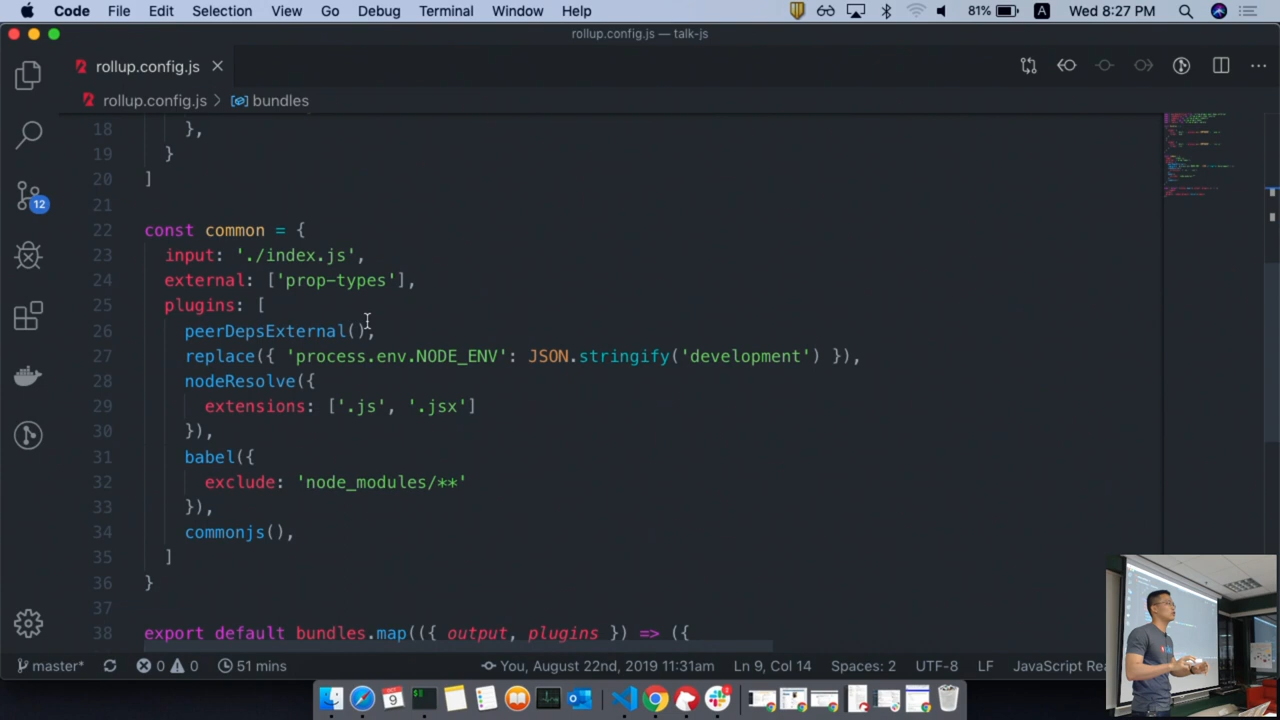 Code File Edit Selection View Go Debug Terminal Window Help 81% A Wed 8:27 PM
rollup.config.js — talk-js
rollup.config.js
rollup.config.js > bundles
18 },
19 }
20 ]
21
22 const common = {
23 input: './index.js',
24 external: ['prop-types'],
25 plugins: [
26 peerDepsExternal(),
27 replace({ 'process.env.NODE_ENV': JSON.stringify('development') }),
28 nodeResolve({
29 extensions: ['.js', '.jsx']
30 }),
31 babel({
32 exclude: 'node_modules/**'
33 }),
34 commonjs(),
35 ]
36 }
37
38 export default bundles.map(({ output, plugins }) => ({
12
master* 0 0 51 mins You, August 22nd, 2019 11:31am Ln 9, Col 14 Spaces: 2 UTF-8 LF JavaScript Rea
9